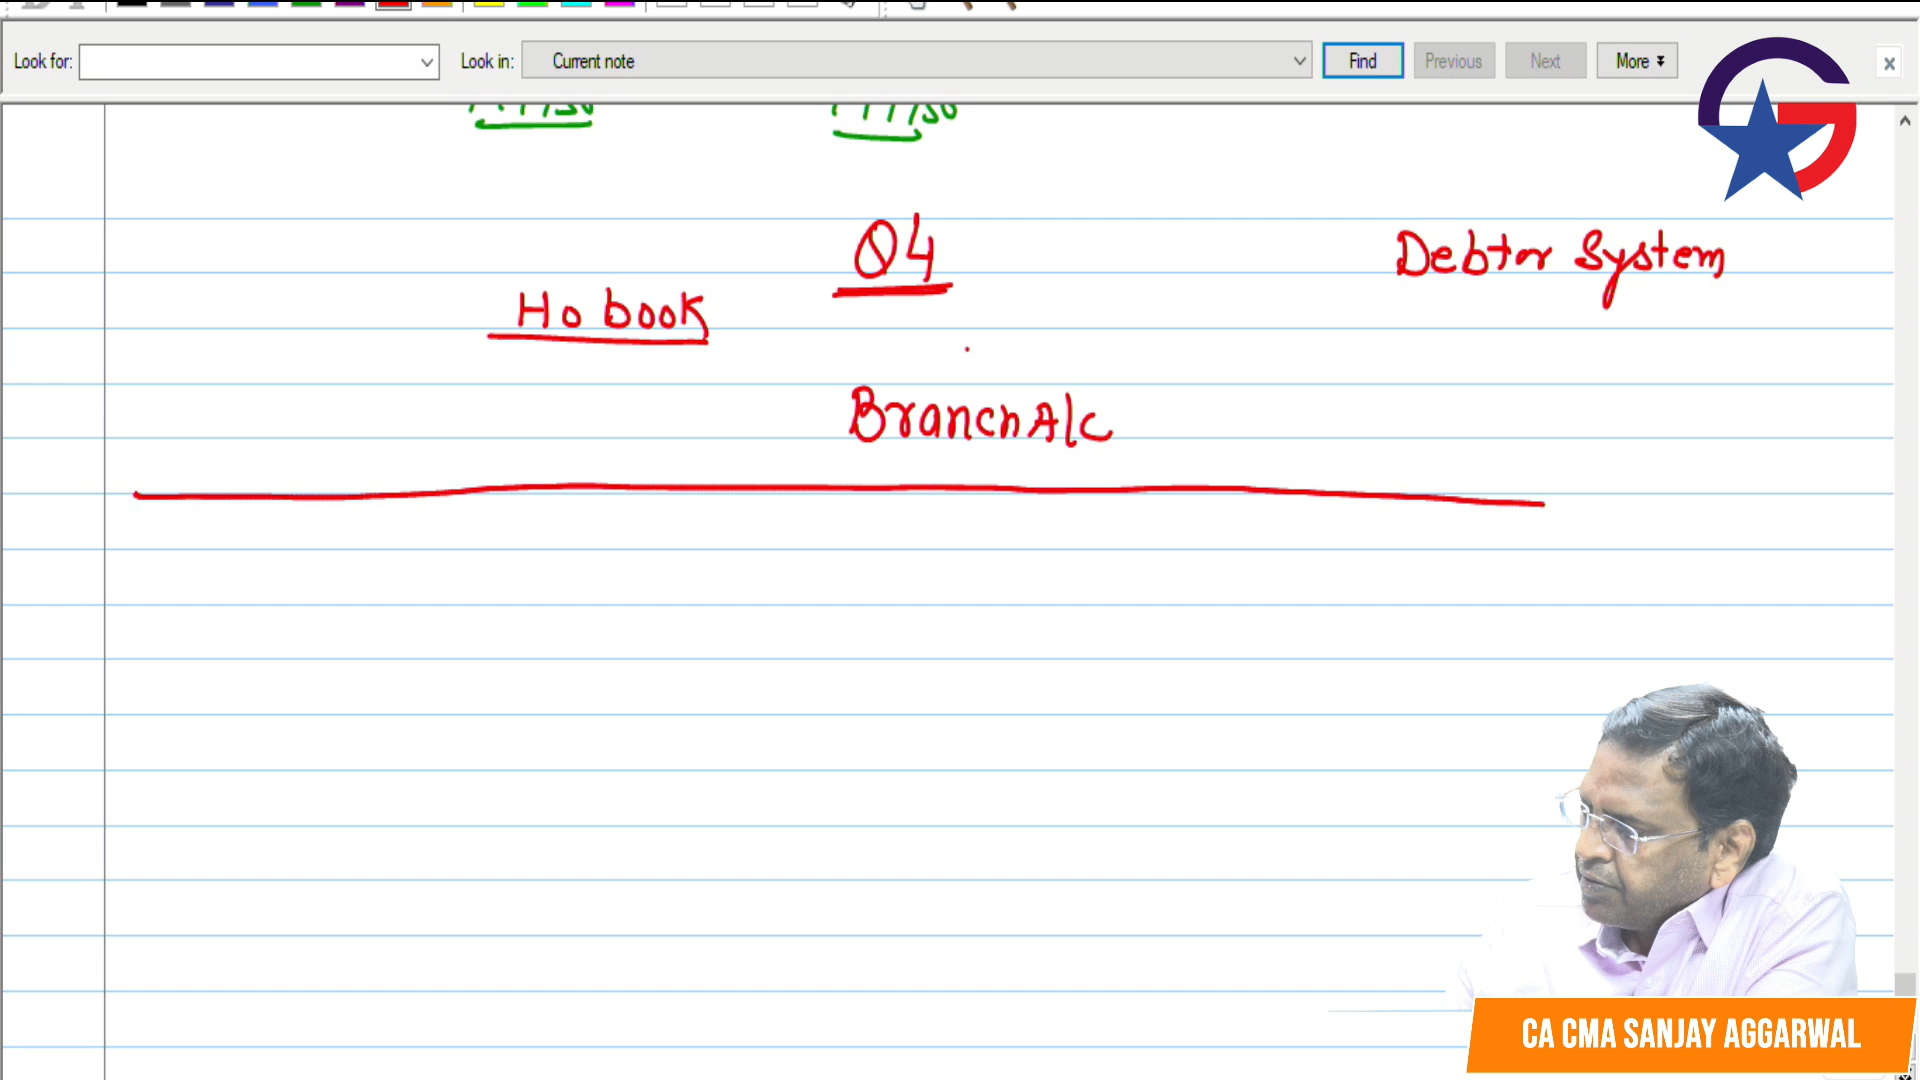 Look for:
Look in: Current note Find Previous Next More
Q4
Debtor System
Ho book
Branch A/c
CA CMA SANJAY AGGARWAL